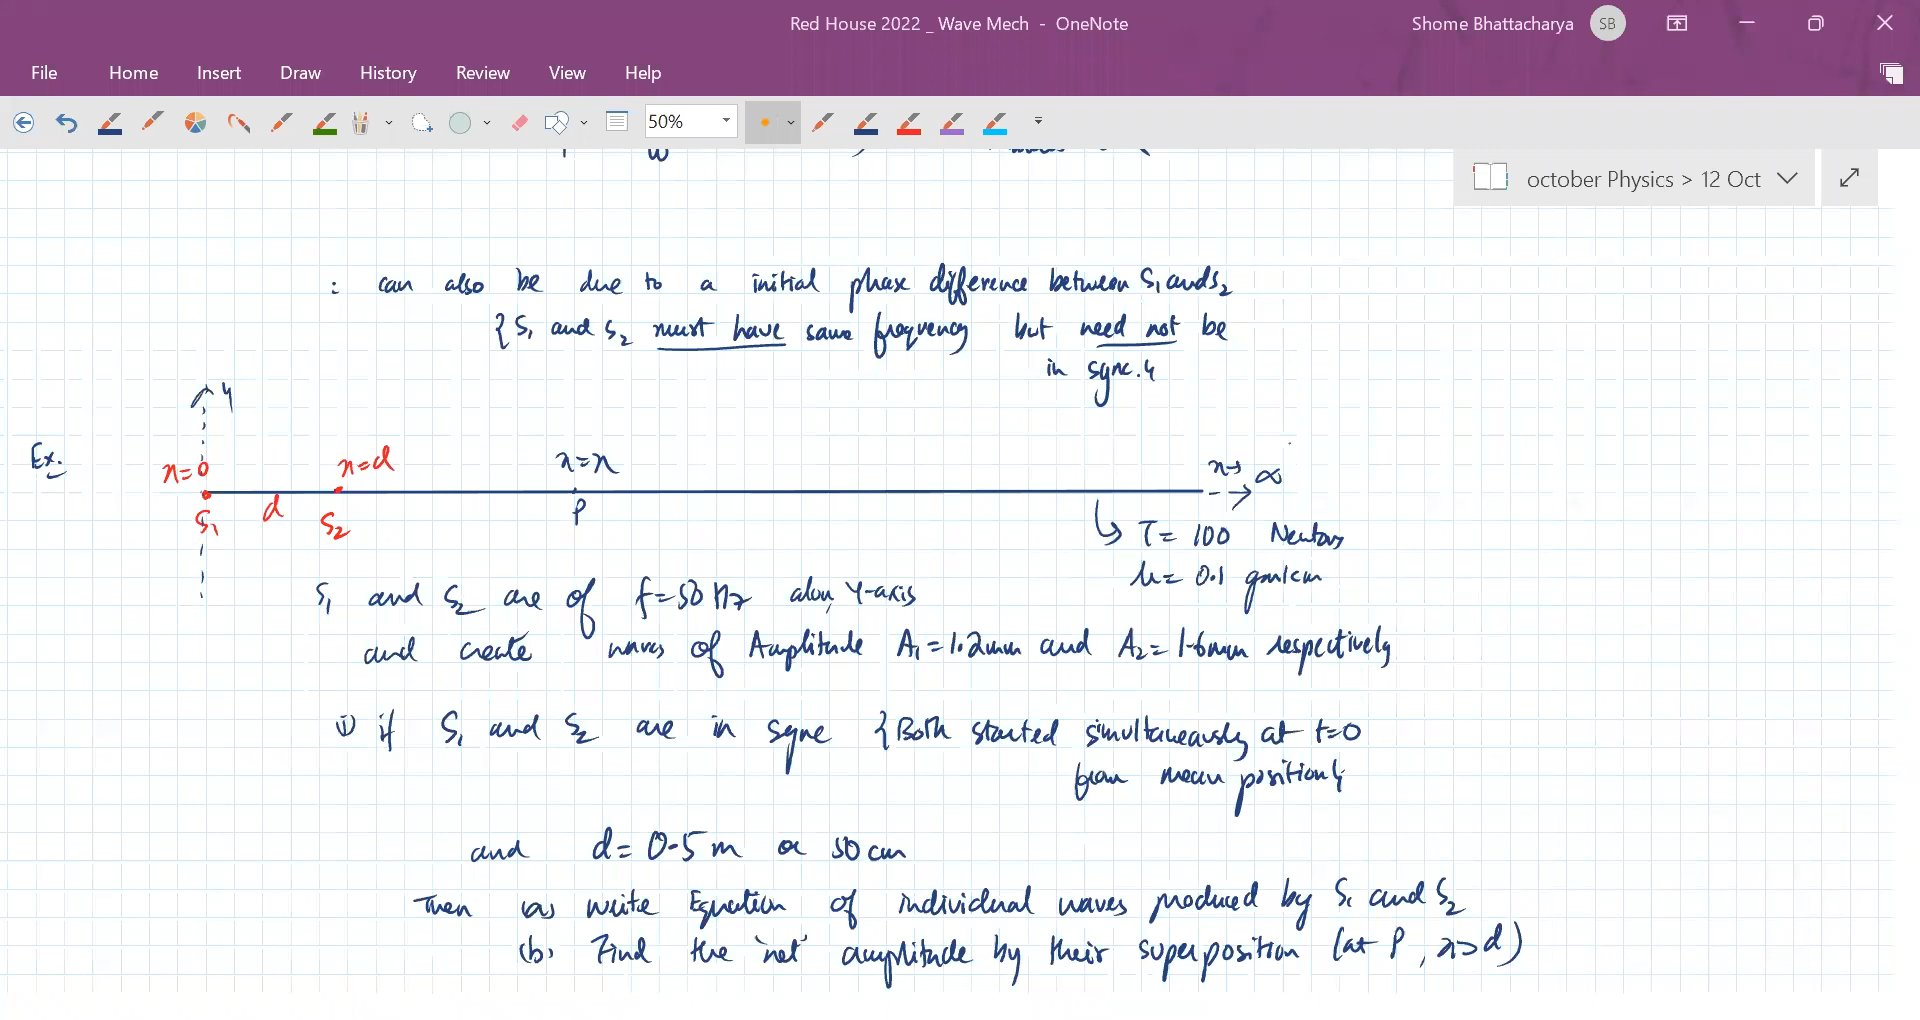 Red House 2022 _ Wave Mech - OneNote
Shome Bhattacharya SB
File Home Insert Draw History Review View Help
50%
october Physics > 12 Oct
: can also be due to a initial phase difference between S₁ and S₂
{S₁ and S₂ must have same frequency but need not be
in sync.}
y
Ex.
x=0 x=d x=x x→ ∞
S₁ d S₂ P
T = 100 Newtons
μ = 0.1 gm/cm
S₁ and S₂ are of f=50 Hz along Y-axis
and create waves of Amplitude A₁ = 1.2mm and A₂ = 1.6mm respectively
(i) if S₁ and S₂ are in sync {Both started simultaneously at t=0
from mean position}
and d = 0.5 m or 50 cm
Then (a) write Equation of individual waves produced by S₁ and S₂
(b) Find the 'net' amplitude by their superposition (at P, x>d)